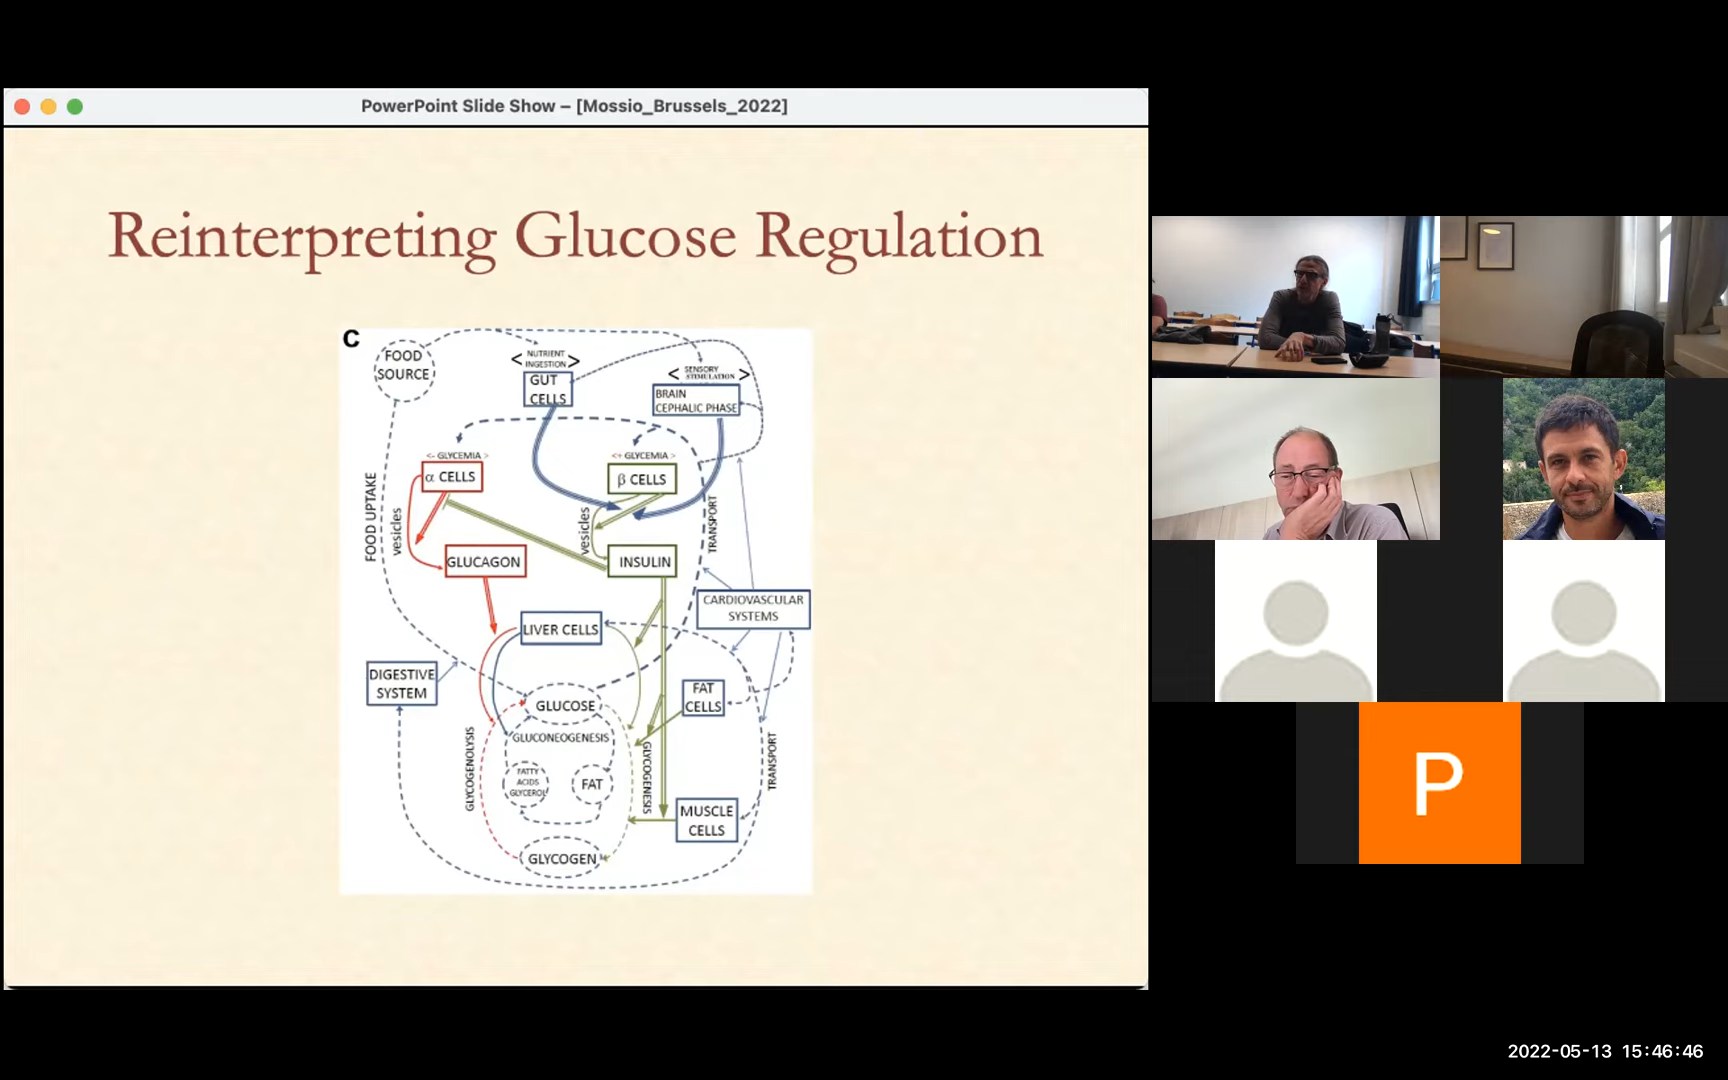 PowerPoint Slide Show – [Mossio_Brussels_2022]
Reinterpreting Glucose Regulation
C
FOOD
SOURCE
< NUTRIENT >
INGESTION
GUT
CELLS
< SENSORY >
STIMULATION
BRAIN
CEPHALIC PHASE
<- GLYCEMIA >
α CELLS
<+ GLYCEMIA >
β CELLS
FOOD UPTAKE
vesicles
vesicles
TRANSPORT
GLUCAGON
INSULIN
CARDIOVASCULAR
SYSTEMS
LIVER CELLS
DIGESTIVE
SYSTEM
FAT
CELLS
GLUCOSE
GLUCONEOGENESIS
GLYCOGENOLYSIS
FATTY
ACIDS
GLYCEROL
FAT
GLYCOGENESIS
TRANSPORT
MUSCLE
CELLS
GLYCOGEN
P
2022-05-13 15:46:46